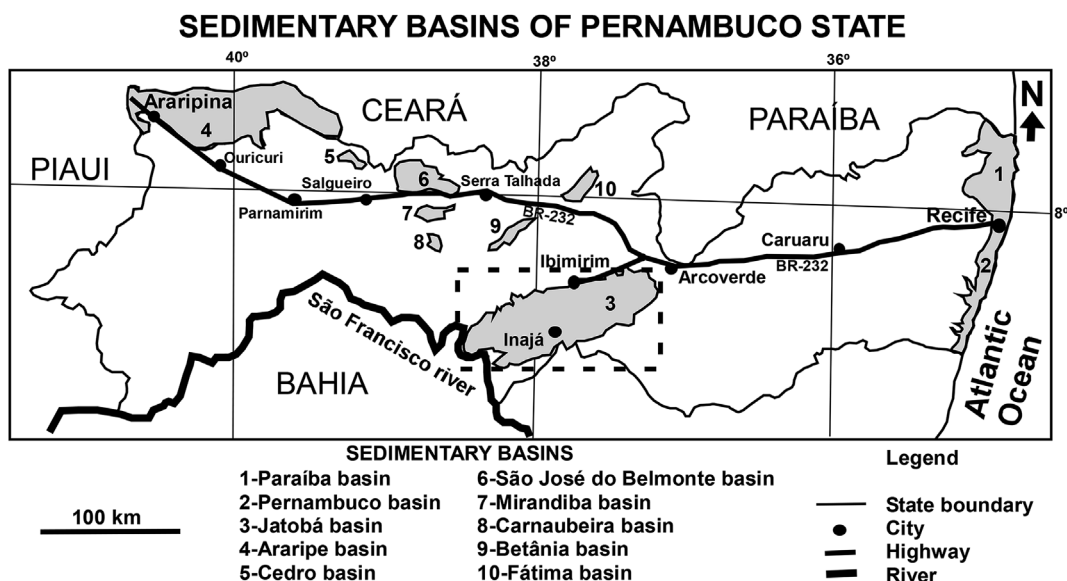 SEDIMENTARY BASINS OF PERNAMBUCO STATE
40º
38º
36º
Araripina
CEARÁ
PARAÍBA
N
4
PIAUI
Ouricuri
5
6
1
Salgueiro
Serra Talhada
10
Parnamirim
7
BR-232
8º
Recife
8
9
Caruaru
2
Ibimirim
BR-232
Arcoverde
3
São Francisco river
Inajá
BAHIA
Atlantic
Ocean
SEDIMENTARY BASINS
1-Paraíba basin
2-Pernambuco basin
3-Jatobá basin
4-Araripe basin
5-Cedro basin
6-São José do Belmonte basin
7-Mirandiba basin
8-Carnaubeira basin
9-Betânia basin
10-Fátima basin
100 km
Legend
State boundary
City
Highway
River